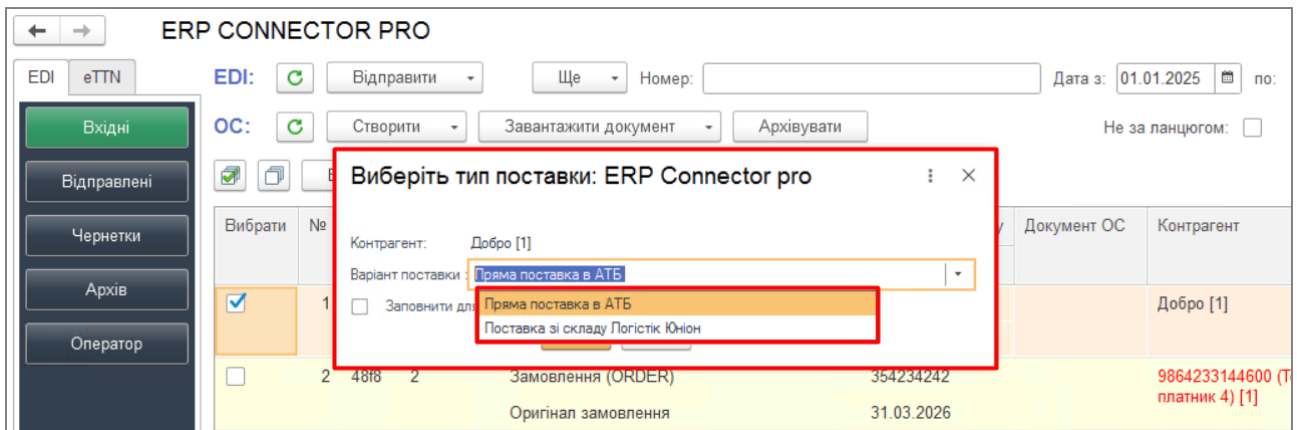 ERP CONNECTOR PRO
EDI eTTN
EDI: Відправити Ще Номер: Дата з: 01.01.2025 по:
Вхідні
ОС: Створити Завантажити документ Архівувати Не за ланцюгом:
Відправлені
Виберіть тип поставки: ERP Connector pro
Чернетки
Вибрати № Документ ОС Контрагент
Контрагент: Добро [1]
Варіант поставки : Пряма поставка в АТБ
Архів
1 Заповнити для Пряма поставка в АТБ Добро [1]
Поставка зі складу Логістік Юніон
Оператор
2 48f8 2 Замовлення (ORDER) 354234242 9864233144600
платник 4) [1]
Оригінал замовлення 31.03.2026